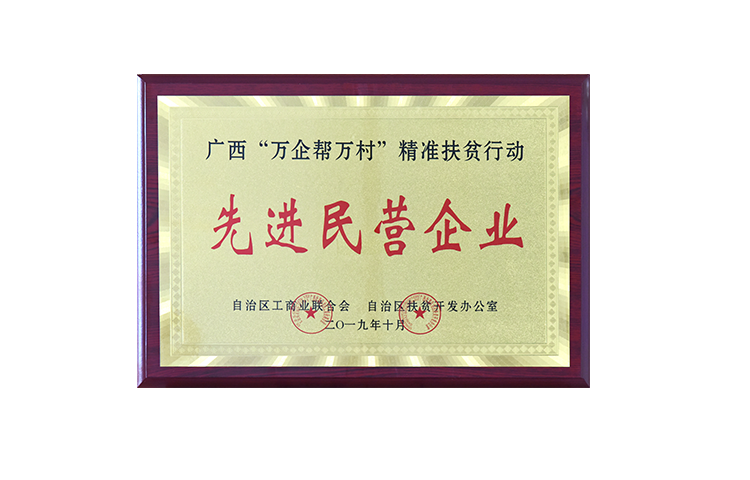 广西“万企帮万村”精准扶贫行动
先进民营企业
自治区工商业联合会 自治区扶贫开发办公室
二〇一九年十月